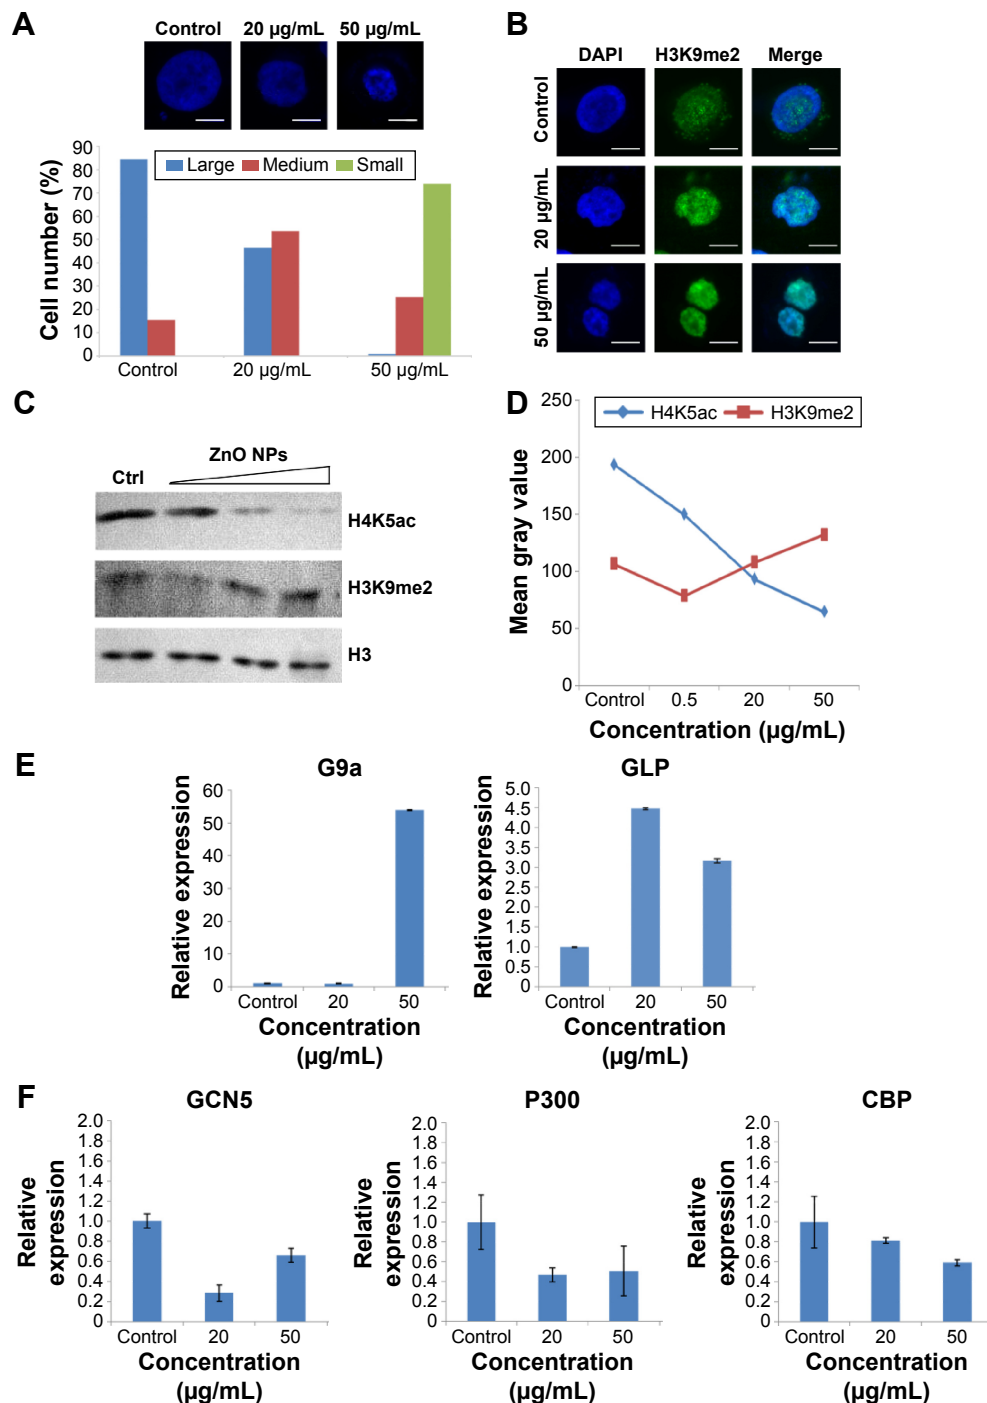 A
Control 20 µg/mL 50 µg/mL
Cell number (%)
90
80
70
60
50
40
30
20
10
0
Large Medium Small
Control 20 µg/mL 50 µg/mL
B
DAPI H3K9me2 Merge
Control
20 µg/mL
50 µg/mL
C
ZnO NPs
Ctrl
H4K5ac
H3K9me2
H3
D
H4K5ac H3K9me2
Mean gray value
250
200
150
100
50
0
Control 0.5 20 50
Concentration (µg/mL)
E
G9a
Relative expression
60
50
40
30
20
10
0
Control 20 50
Concentration
(µg/mL)
GLP
Relative expression
5.0
4.5
4.0
3.5
3.0
2.5
2.0
1.5
1.0
0.5
0
Control 20 50
Concentration
(µg/mL)
F
GCN5
Relative
expression
2.0
1.8
1.6
1.4
1.2
1.0
0.8
0.6
0.4
0.2
0
Control 20 50
Concentration
(µg/mL)
P300
Relative
expression
2.0
1.8
1.6
1.4
1.2
1.0
0.8
0.6
0.4
0.2
0
Control 20 50
Concentration
(µg/mL)
CBP
Relative
expression
2.0
1.8
1.6
1.4
1.2
1.0
0.8
0.6
0.4
0.2
0
Control 20 50
Concentration
(µg/mL)